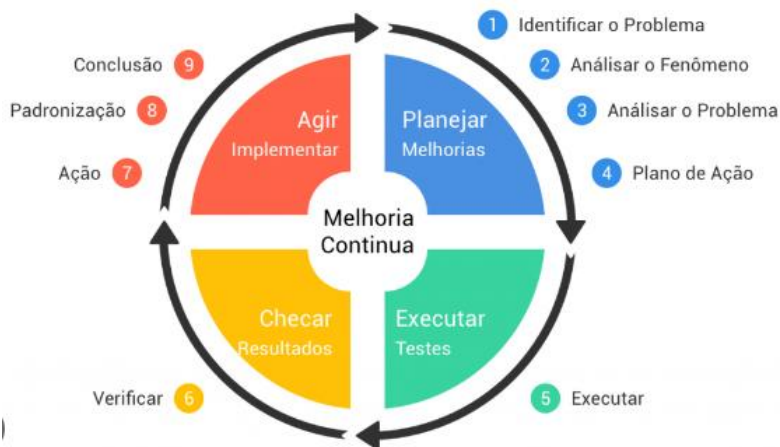 1 Identificar o Problema
2 Análisar o Fenômeno
3 Análisar o Problema
4 Plano de Ação
5 Executar
6 Verificar
7 Ação
8 Padronização
9 Conclusão
Agir
Implementar
Planejar
Melhorias
Melhoria
Continua
Checar
Resultados
Executar
Testes